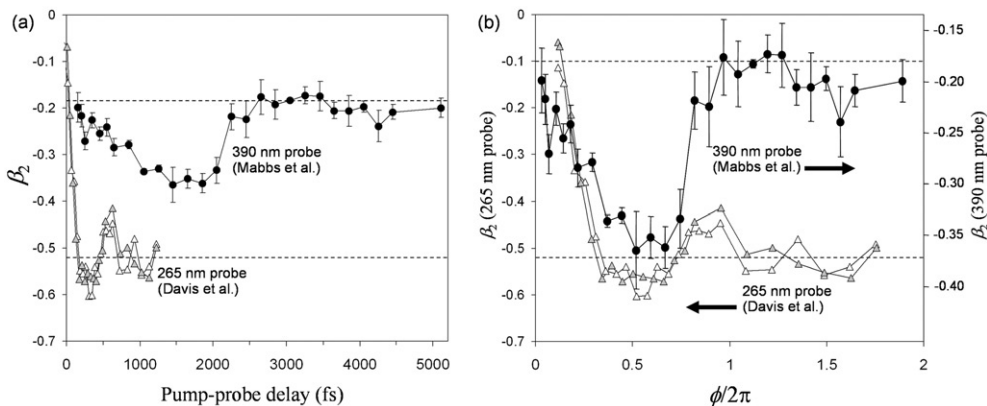 (a)
0
-0.1
-0.2
-0.3
-0.4
-0.5
-0.6
-0.7
β2
390 nm probe
(Mabbs et al.)
265 nm probe
(Davis et al.)
0
1000
2000
3000
4000
5000
Pump-probe delay (fs)
(b)
0
-0.1
-0.2
-0.3
-0.4
-0.5
-0.6
-0.7
β2 (265 nm probe)
390 nm probe
(Mabbs et al.)
265 nm probe
(Davis et al.)
-0.15
-0.20
-0.25
-0.30
-0.35
-0.40
β2 (390 nm probe)
0
0.5
1
1.5
2
ϕ/2π